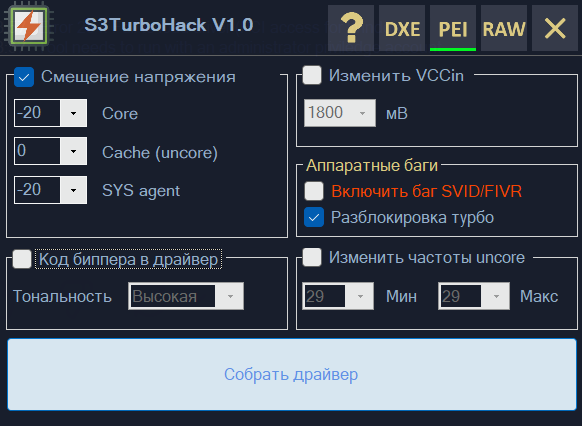 S3TurboHack V1.0
? DXE PEI RAW
Смещение напряжения
-20 Core
0 Cache (uncore)
-20 SYS agent
Изменить VCCin
1800 мВ
Аппаратные баги
Включить баг SVID/FIVR
Разблокировка турбо
Код биппера в драйвер
Тональность Высокая
Изменить частоты uncore
29 Мин 29 Макс
Собрать драйвер